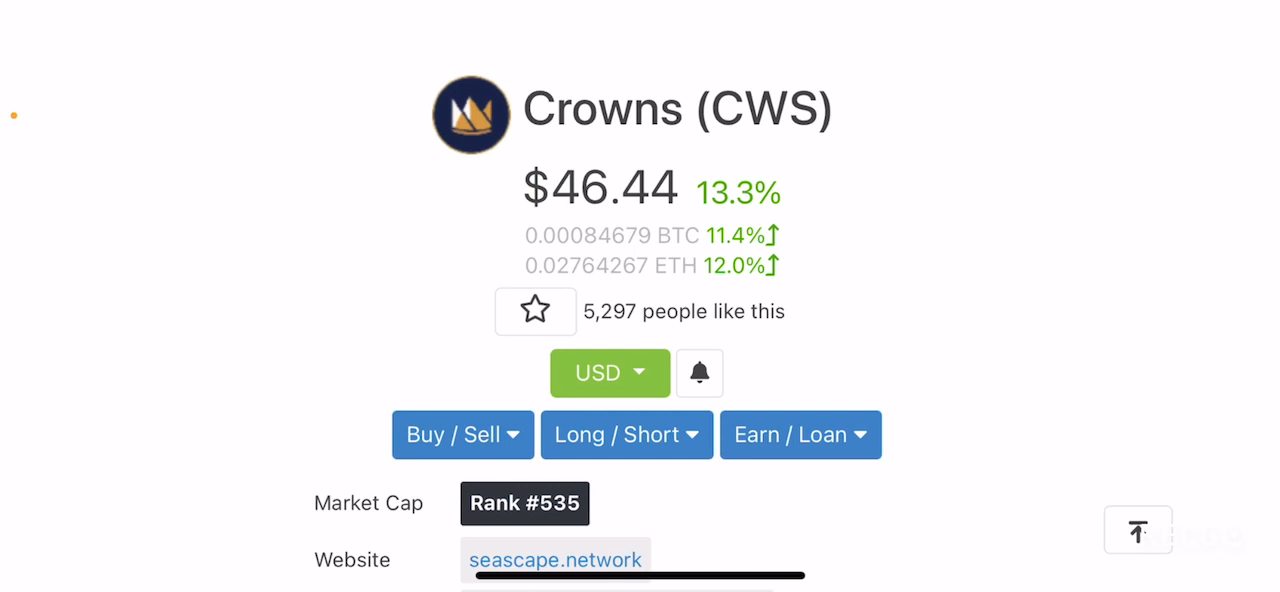 Crowns (CWS)
$46.44 13.3%
0.00084679 BTC 11.4%
0.02764267 ETH 12.0%
5,297 people like this
USD
Buy / Sell Long / Short Earn / Loan
Market Cap Rank #535
Website seascape.network